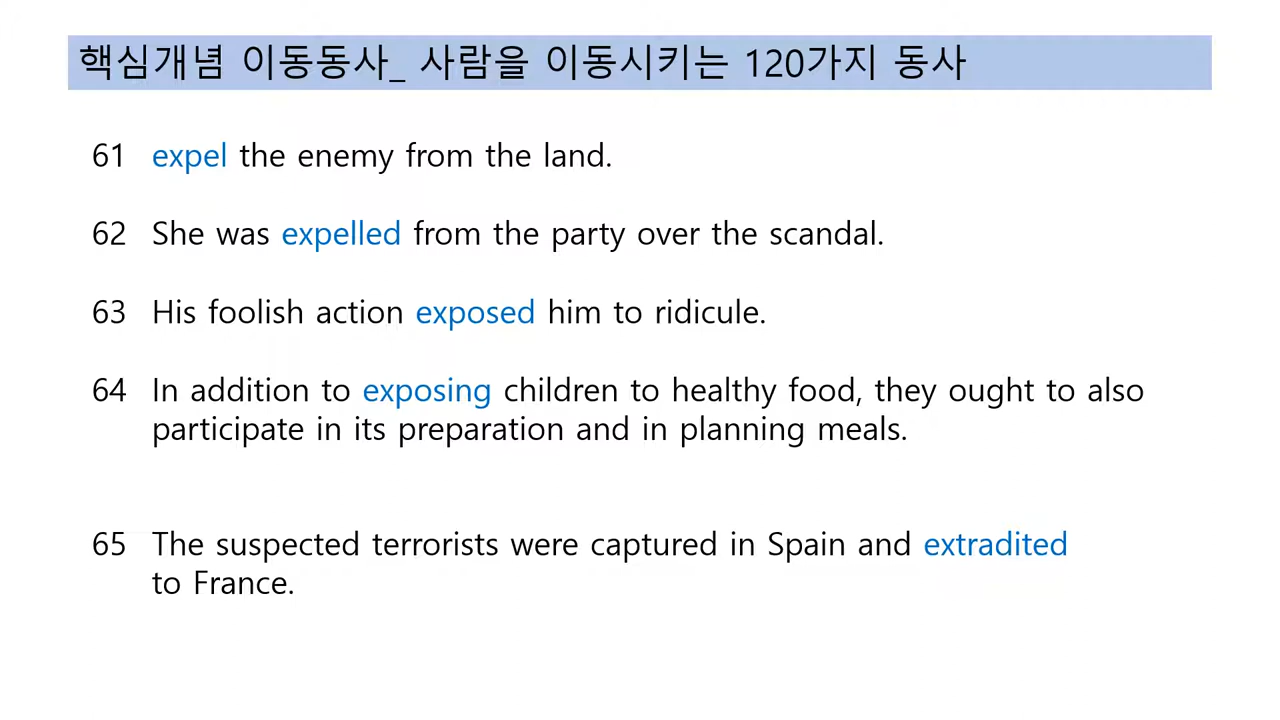 핵심개념 이동동사_ 사람을 이동시키는 120가지 동사
61 expel the enemy from the land.
62 She was expelled from the party over the scandal.
63 His foolish action exposed him to ridicule.
64 In addition to exposing children to healthy food, they ought to also
participate in its preparation and in planning meals.
65 The suspected terrorists were captured in Spain and extradited
to France.